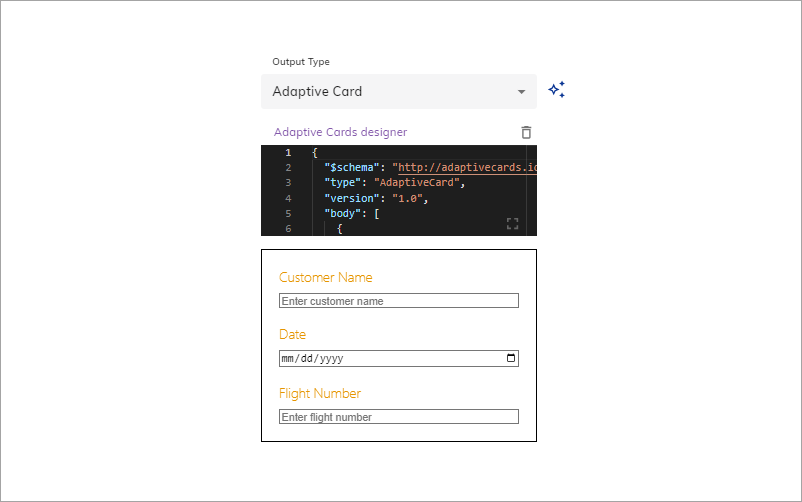 Output Type
Adaptive Card
Adaptive Cards designer
1 {
2 "$schema": "http://adaptivecards.io
3 "type": "AdaptiveCard",
4 "version": "1.0",
5 "body": [
6 {
Customer Name
Enter customer name
Date
mm/dd/yyyy
Flight Number
Enter flight number